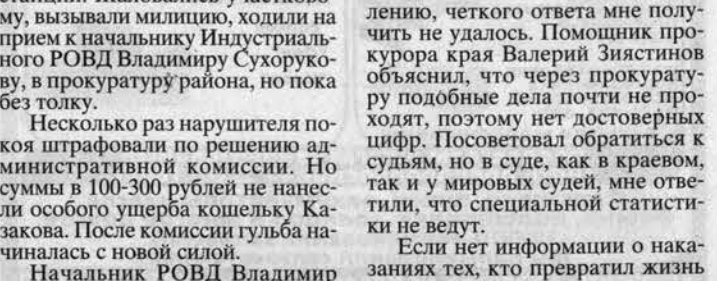 му, вызывали милицию, ходили на
прием к начальнику Индустриаль-
ного РОВД Владимиру Сухоруко-
ву, в прокуратуру района, но пока
без толку.
Несколько раз нарушителя по-
коя штрафовали по решению ад-
министративной комиссии. Но
суммы в 100-300 рублей не нанес-
ли особого ущерба кошельку Ка-
закова. После комиссии гульба на-
чиналась с новой силой.
Начальник РОВД Владимир
лению, четкого ответа мне полу-
чить не удалось. Помощник про-
курора края Валерий Зиястинов
объяснил, что через прокурату-
ру подобные дела почти не про-
ходят, поэтому нет достоверных
цифр. Посоветовал обратиться к
судьям, но в суде, как в краевом,
так и у мировых судей, мне отве-
тили, что специальной статисти-
ки не ведут.
Если нет информации о нака-
заниях тех, кто превратил жизнь